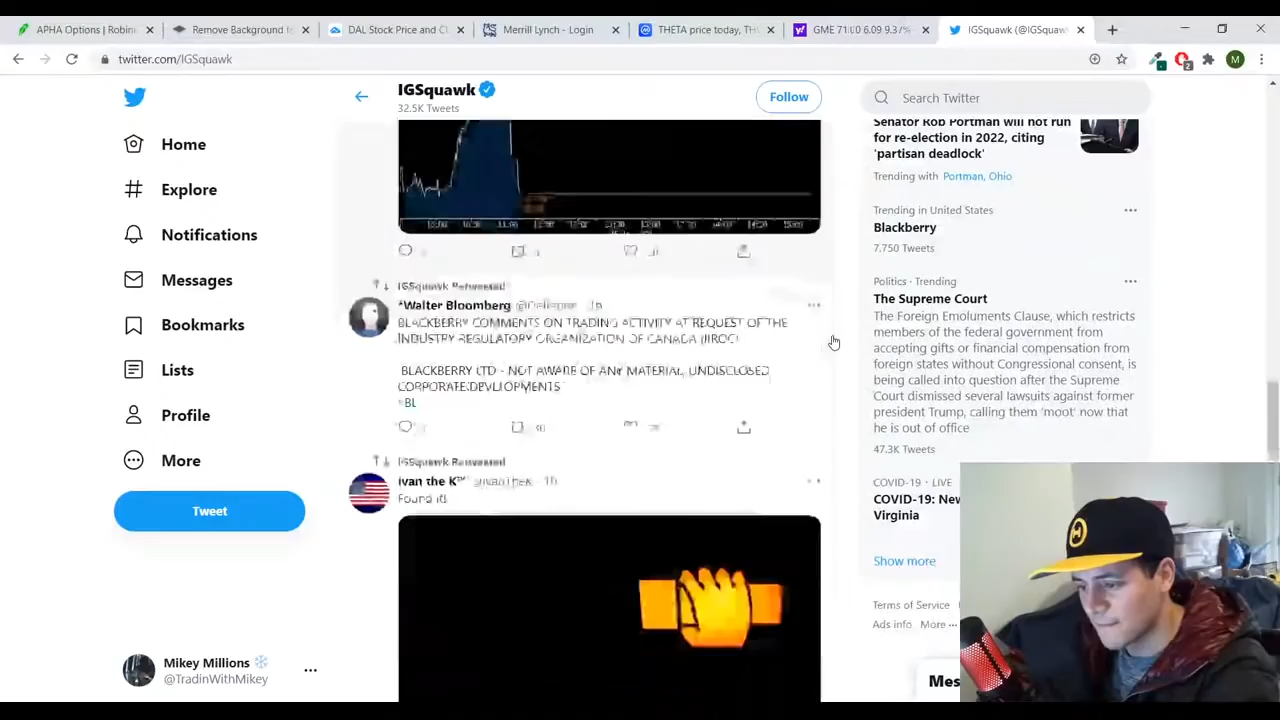 APHA Options | Robin
Remove Background f
DAL Stock Price and C
Merrill Lynch - Login
THETA price today, TH
GME 71.00 6.09 9.37%
IGSquawk (@IGSquaw
twitter.com/IGSquawk
M
2
IGSquawk
32.5K Tweets
Follow
Search Twitter
Home
Explore
Notifications
Messages
Bookmarks
Lists
Profile
More
Tweet
Mikey Millions
@TradinWithMikey
IGSquawk Retweeted
*Walter Bloomberg @DeItaone 1h
BLACKBERRY COMMENTS ON TRADING ACTIVITY AT REQUEST OF THE
INDUSTRY REGULATORY ORGANIZATION OF CANADA (IIROC)
BLACKBERRY LTD - NOT AWARE OF ANY MATERIAL, UNDISCLOSED
CORPORATE DEVELOPMENTS
IGSquawk Retweeted
Ivan the K
Found it!
Senator Rob Portman will not run
for re-election in 2022, citing
'partisan deadlock'
Trending with Portman, Ohio
Trending in United States
Blackberry
7,750 Tweets
Politics · Trending
The Supreme Court
The Foreign Emoluments Clause, which restricts
members of the federal government from
accepting gifts or financial compensation from
foreign states without Congressional consent, is
being called into question after the Supreme
Court dismissed several lawsuits against former
president Trump, calling them 'moot' now that
he is out of office
47.3K Tweets
COVID-19 · LIVE
COVID-19: New
Virginia
Show more
Terms of Service
Ads info More ···
Mes